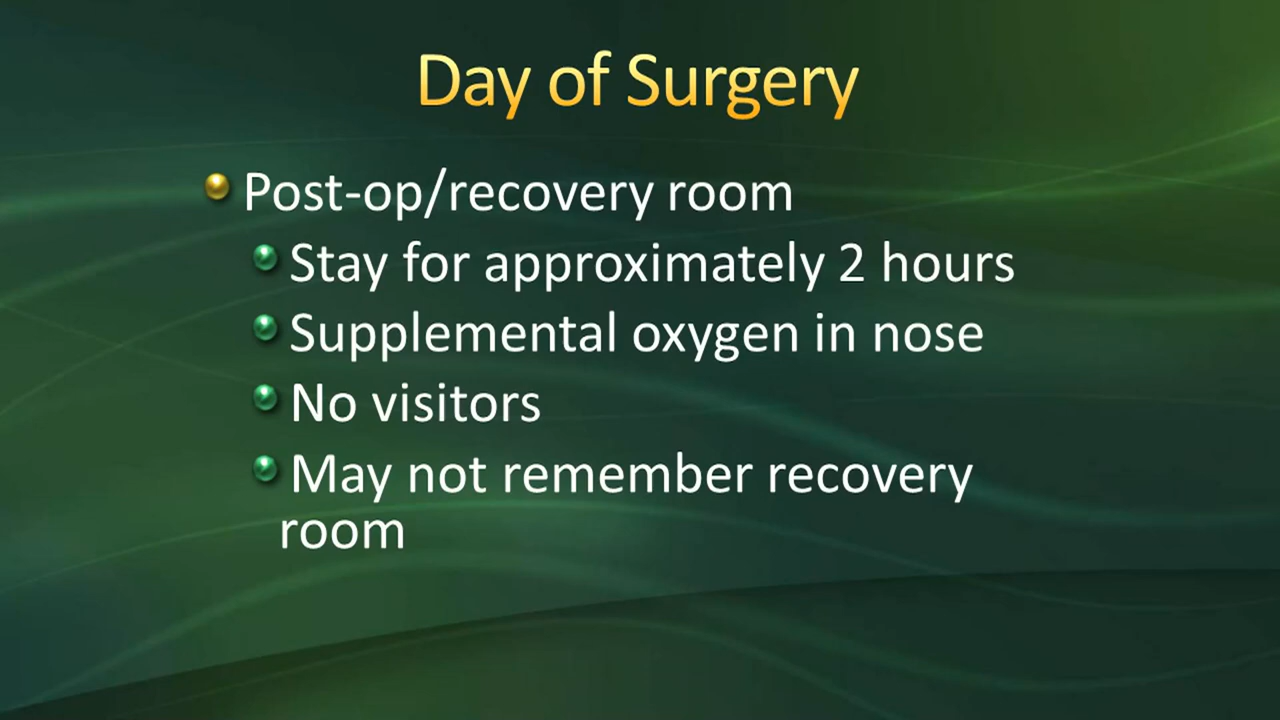 Day of Surgery
Post-op/recovery room
Stay for approximately 2 hours
Supplemental oxygen in nose
No visitors
May not remember recovery
room